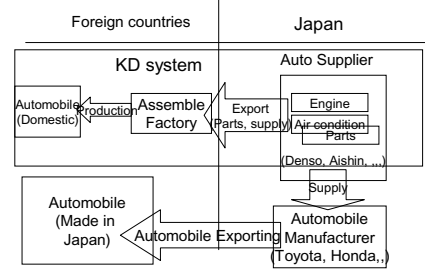 Foreign countries
Japan
KD system
Auto Supplier
Automobile
(Domestic)
Production
Assemble
Factory
Export
(Parts, supply)
Engine
Air condition
Parts
(Denso, Aishin, ,,,)
Supply
Automobile
(Made in
Japan)
Automobile Exporting
Automobile
Manufacturer
(Toyota, Honda,,)